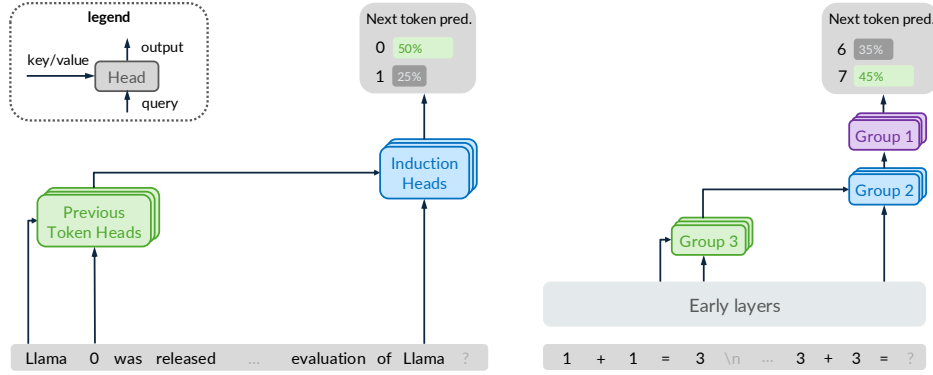 legend
key/value
output
Head
query
Next token pred.
0 50%
1 25%
Induction
Heads
Previous
Token Heads
Llama 0 was released ... evaluation of Llama ?
Next token pred.
6 35%
7 45%
Group 1
Group 2
Group 3
Early layers
1 + 1 = 3 \n ... 3 + 3 = ?